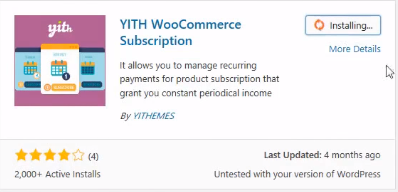 yith
YITH WooCommerce
Subscription
Installing...
More Details
It allows you to manage recurring
payments for product subscription that
grant you constant periodical income
By YITHEMES
(4)
Last Updated: 4 months ago
2,000+ Active Installs
Untested with your version of WordPress